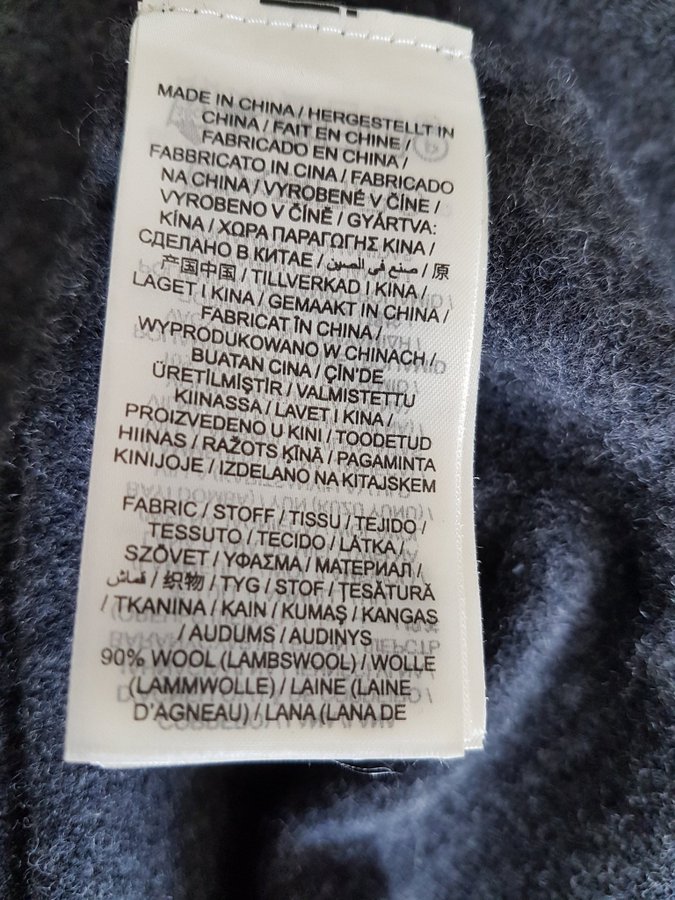 MADE IN CHINA / HERGESTELLT IN
CHINA / FAIT EN CHINE /
FABRICADO EN CHINA /
FABBRICATO IN CINA / FABRICADO
NA CHINA / VYROBENÉ V ČÍNE /
VYROBENO V ČÍNĚ / GYÁRTVA:
KÍNA / ΧΩΡΑ ΠΑΡΑΓΩΓΗΣ ΚΙΝΑ /
СДЕЛАНО В КИТАЕ / صنع في الصين / 原
产国中国 / TILLVERKAD I KINA /
LAGET I KINA / GEMAAKT IN CHINA /
FABRICAT ÎN CHINA /
WYPRODUKOWANO W CHINACH /
BUATAN CINA / ÇİN'DE
ÜRETİLMİŞTİR / VALMISTETTU
KIINASSA / LAVET I KINA /
PROIZVEDENO U KINI / TOODETUD
HIINAS / RAŽOTS ĶĪNĀ / PAGAMINTA
KINIJOJE / IZDELANO NA KITAJSKEM
FABRIC / STOFF / TISSU / TEJIDO /
TESSUTO / TECIDO / LÁTKA /
SZÖVET / ΥΦΑΣΜΑ / МАТЕРИАЛ /
قماش / 织物 / TYG / STOF / ȚESĂTURĂ
/ TKANINA / KAIN / KUMAŞ / KANGAS
/ AUDUMS / AUDINYS
90% WOOL (LAMBSWOOL) / WOLLE
(LAMMWOLLE) / LAINE (LAINE
D'AGNEAU) / LANA (LANA DE